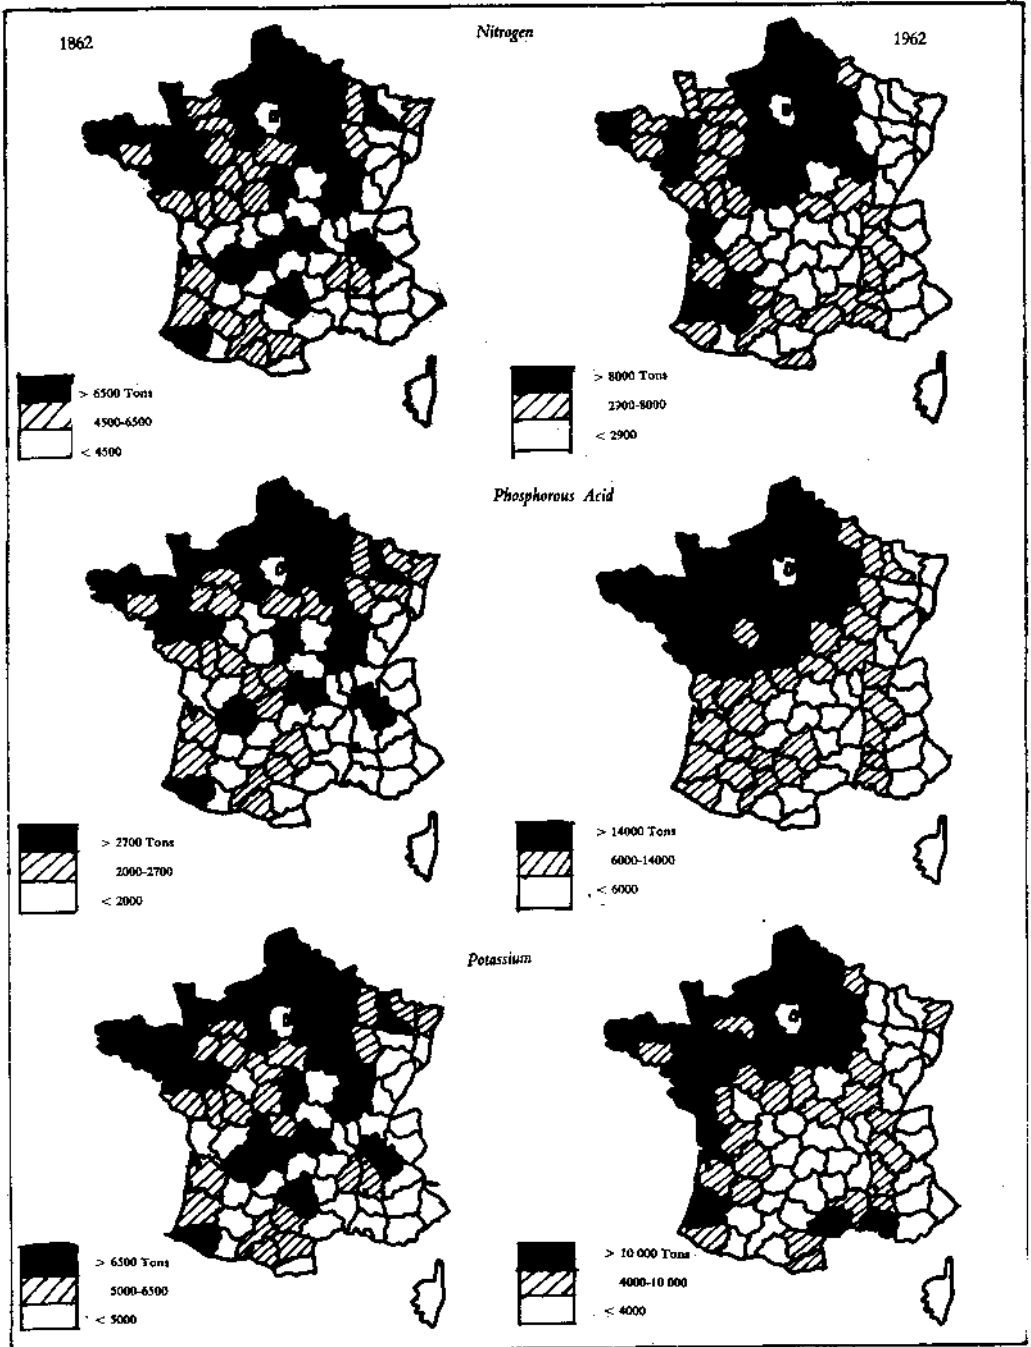 1862
Nitrogen
1962
> 6500 Tons
4500-6500
< 4500
> 8000 Tons
2900-8000
< 2900
Phosphorous Acid
> 2700 Tons
2000-2700
< 2000
> 14000 Tons
6000-14000
< 6000
Potassium
> 6500 Tons
5000-6500
< 5000
> 10 000 Tons
4000-10 000
< 4000